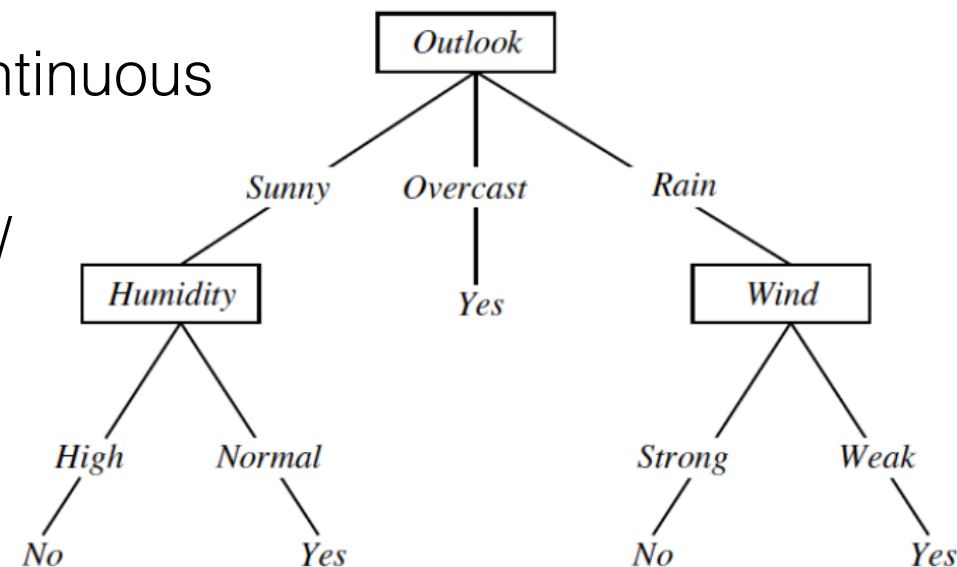 Outlook
ntinuous
Sunny Overcast Rain
/
Humidity Yes Wind
High Normal Strong Weak
No Yes No Yes